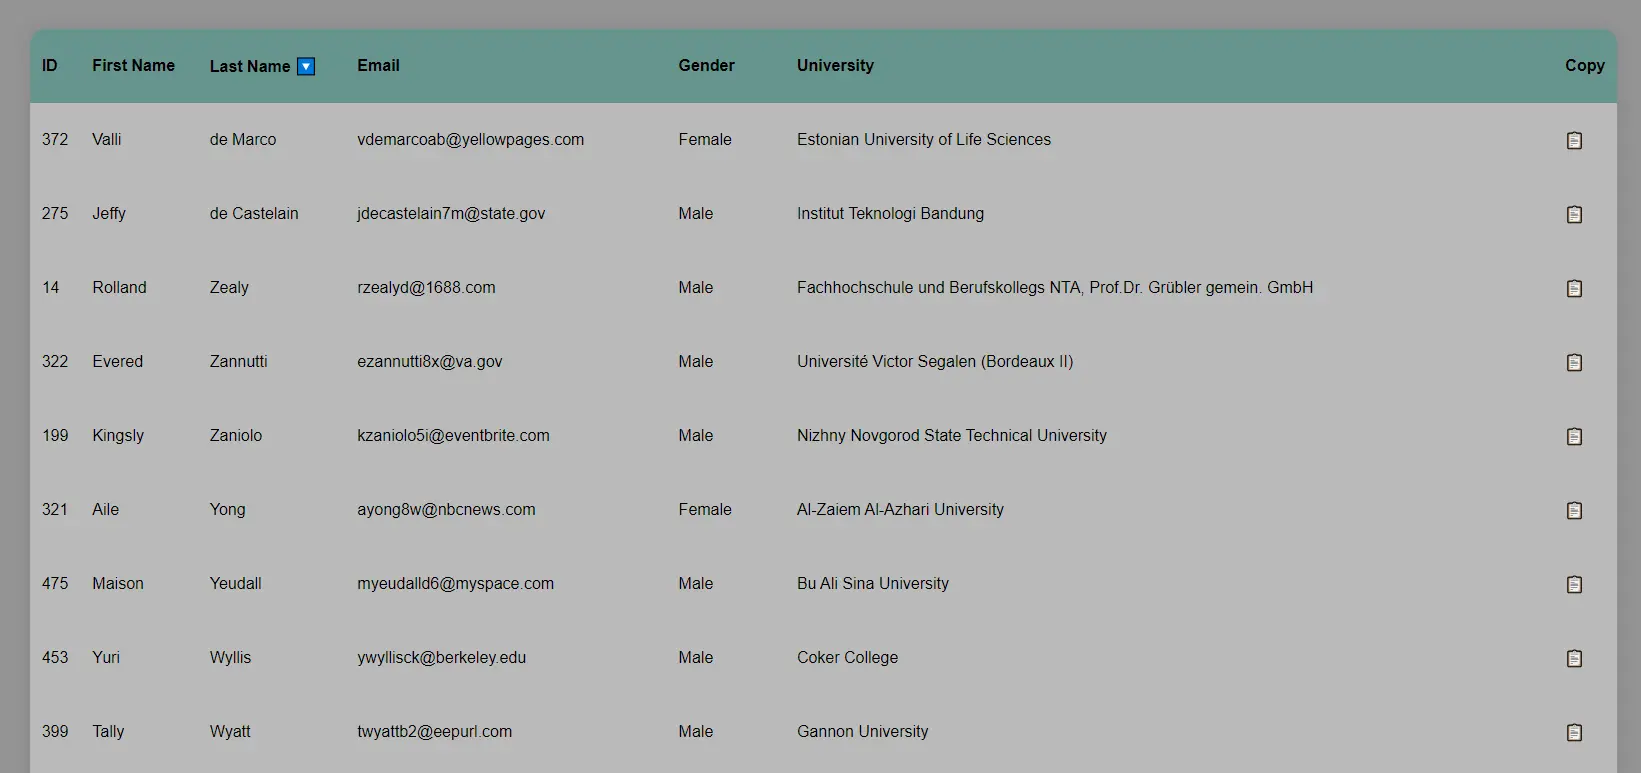 ID First Name Last Name Email Gender University Copy
372 Valli de Marco vdemarcoab@yellowpages.com Female Estonian University of Life Sciences
275 Jeffy de Castelain jdecastelain7m@state.gov Male Institut Teknologi Bandung
14 Rolland Zealy rzealyd@1688.com Male Fachhochschule und Berufskollegs NTA, Prof.Dr. Grübler gemein. GmbH
322 Evered Zannutti ezannutti8x@va.gov Male Université Victor Segalen (Bordeaux II)
199 Kingsly Zaniolo kzaniolo5i@eventbrite.com Male Nizhny Novgorod State Technical University
321 Aile Yong ayong8w@nbcnews.com Female Al-Zaiem Al-Azhari University
475 Maison Yeudall myeudalld6@myspace.com Male Bu Ali Sina University
453 Yuri Wyllis ywyllisck@berkeley.edu Male Coker College
399 Tally Wyatt twyattb2@eepurl.com Male Gannon University